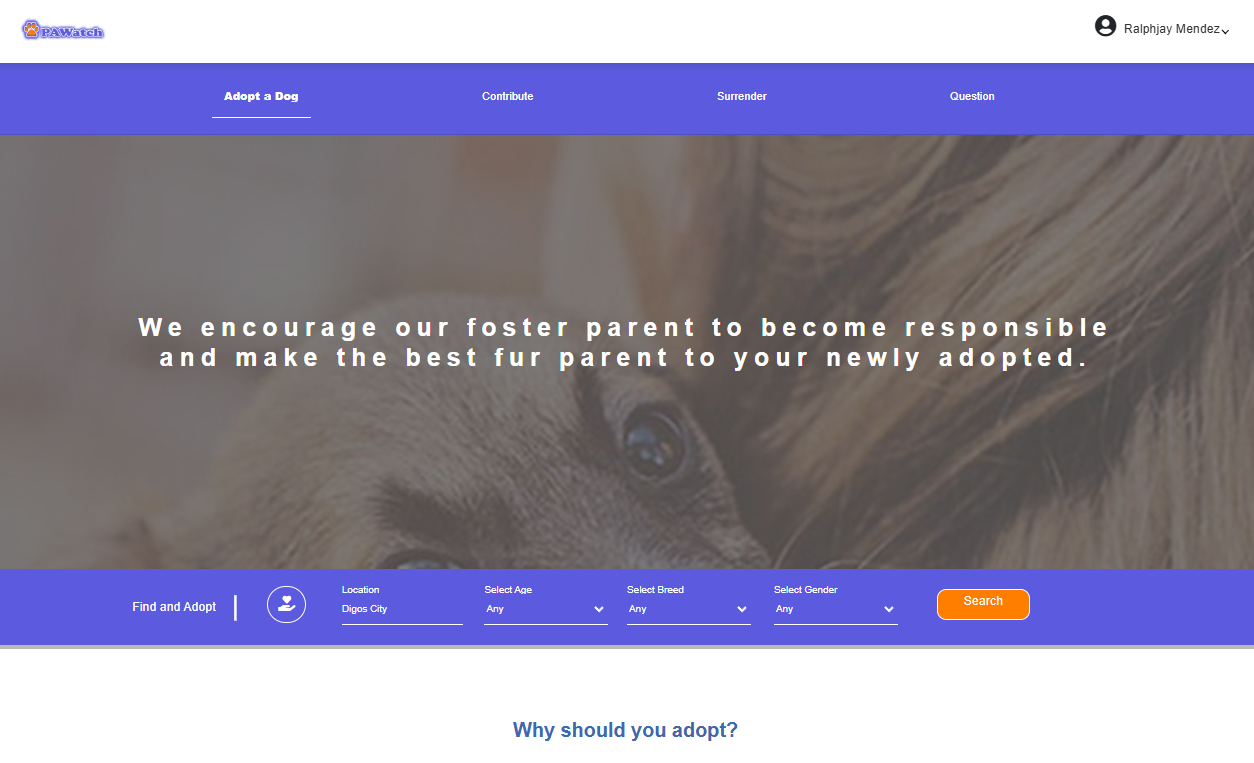 PAWatch
Ralphjay Mendez
Adopt a Dog
Contribute
Surrender
Question
We encourage our foster parent to become responsible
and make the best fur parent to your newly adopted.
Find and Adopt
Location
Digos City
Select Age
Any
Select Breed
Any
Select Gender
Any
Search
Why should you adopt?